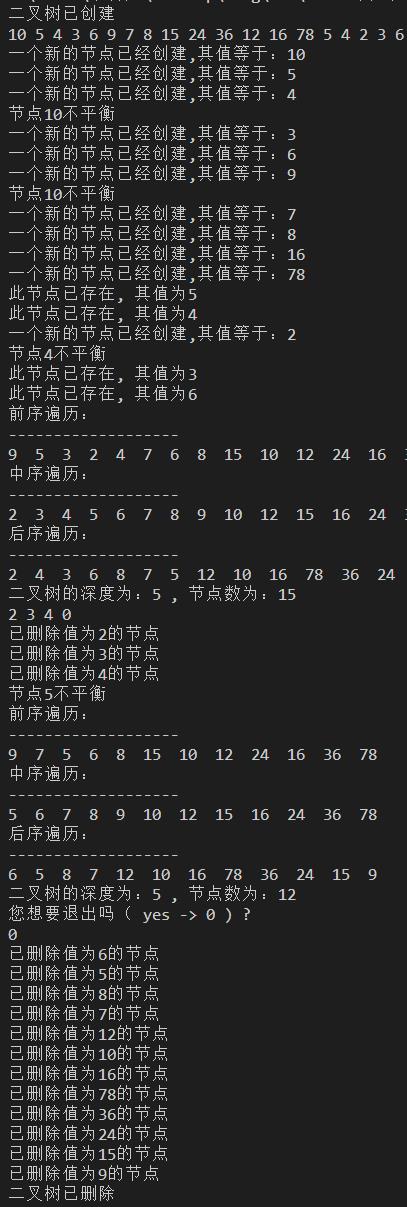 二叉树已创建
10 5 4 3 6 9 7 8 15 24 36 12 16 78 5 4 2 3 6
一个新的节点已经创建,其值等于：10
一个新的节点已经创建,其值等于：5
一个新的节点已经创建,其值等于：4
节点10不平衡
一个新的节点已经创建,其值等于：3
一个新的节点已经创建,其值等于：6
一个新的节点已经创建,其值等于：9
节点10不平衡
一个新的节点已经创建,其值等于：7
一个新的节点已经创建,其值等于：8
一个新的节点已经创建,其值等于：16
一个新的节点已经创建,其值等于：78
此节点已存在, 其值为5
此节点已存在, 其值为4
一个新的节点已经创建,其值等于：2
节点4不平衡
此节点已存在, 其值为3
此节点已存在, 其值为6
前序遍历：
------------------
9 5 3 2 4 7 6 8 15 10 12 24 16
中序遍历：
------------------
2 3 4 5 6 7 8 9 10 12 15 16 24
后序遍历：
------------------
2 4 3 6 8 7 5 12 10 16 78 36 24
二叉树的深度为：5 , 节点数为：15
2 3 4 0
已删除值为2的节点
已删除值为3的节点
已删除值为4的节点
节点5不平衡
前序遍历：
------------------
9 7 5 6 8 15 10 12 24 16 36 78
中序遍历：
------------------
5 6 7 8 9 10 12 15 16 24 36 78
后序遍历：
------------------
6 5 8 7 12 10 16 78 36 24 15 9
二叉树的深度为：5 , 节点数为：12
您想要退出吗（ yes -> 0 ) ?
0
已删除值为6的节点
已删除值为5的节点
已删除值为8的节点
已删除值为7的节点
已删除值为12的节点
已删除值为10的节点
已删除值为16的节点
已删除值为78的节点
已删除值为36的节点
已删除值为24的节点
已删除值为15的节点
已删除值为9的节点
二叉树已删除